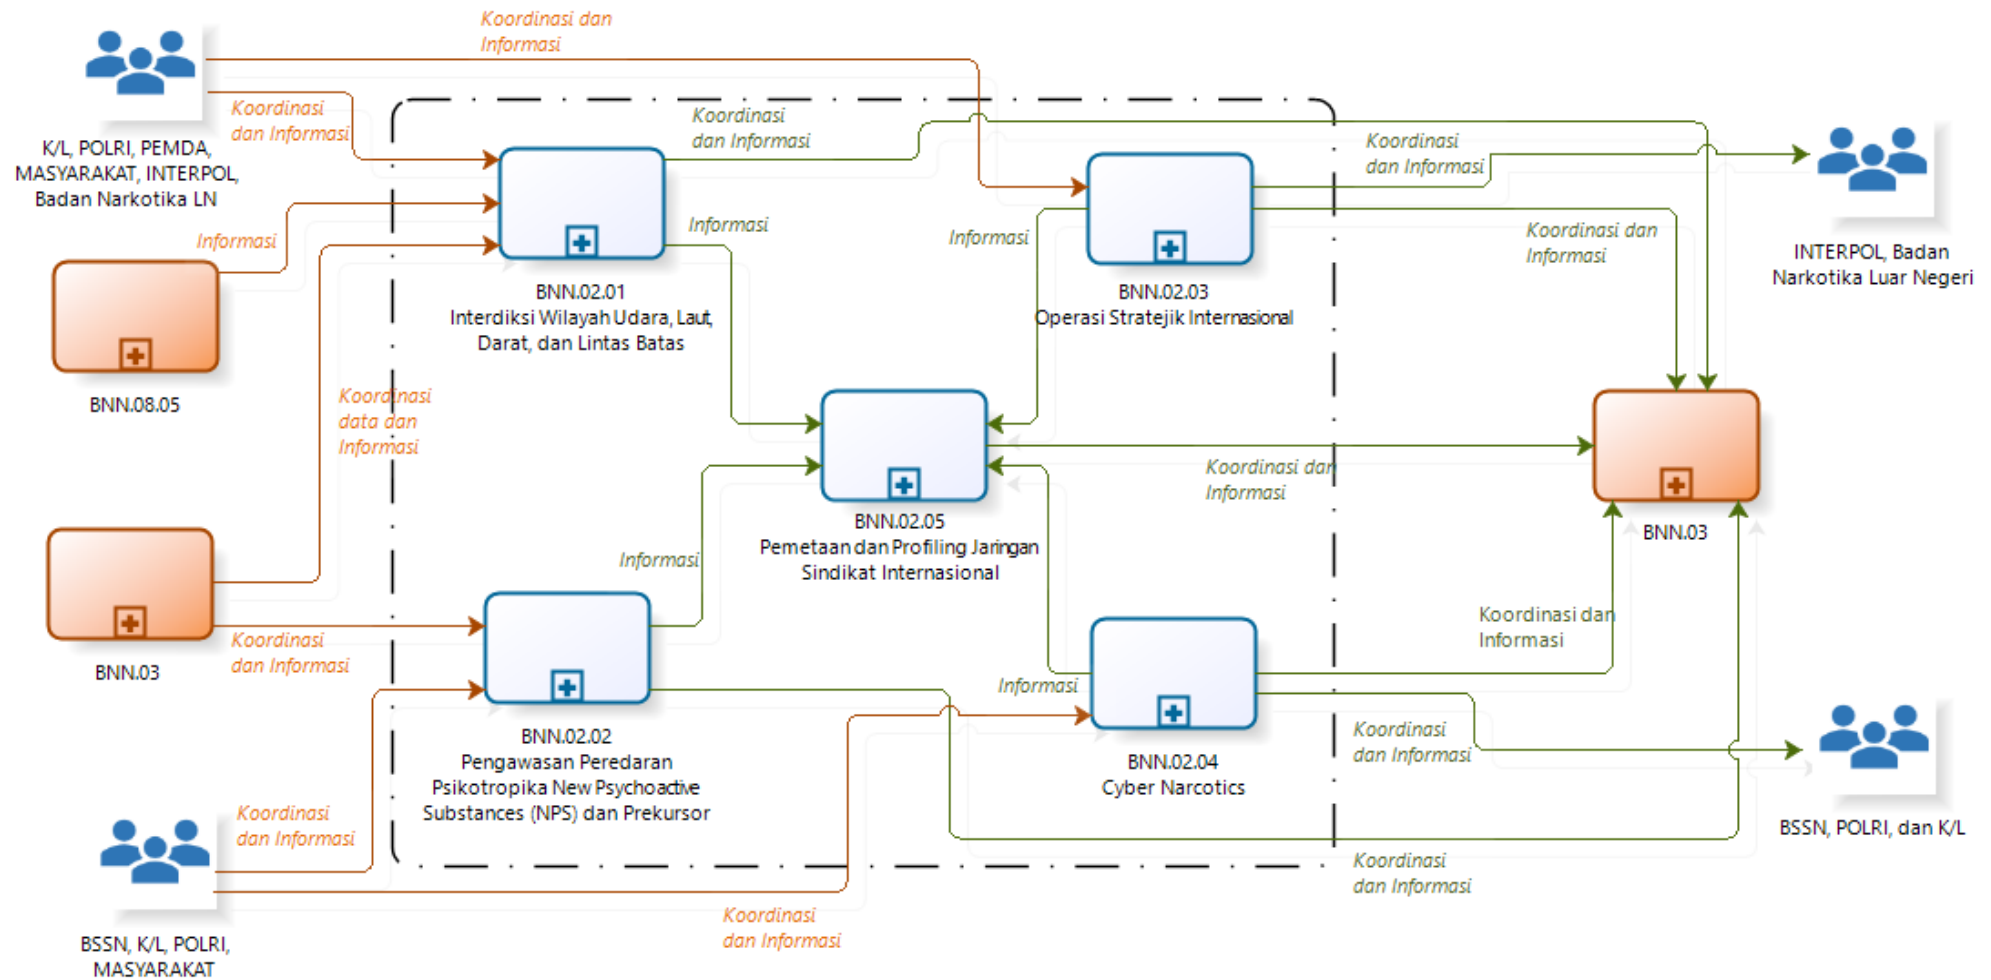 Koordinasi dan
Informasi
Koordinasi
dan Informasi
K/L, POLRI, PEMDA,
MASYARAKAT, INTERPOL,
Badan Narkotika LN
Koordinasi
dan Informasi
Koordinasi
dan Informasi
INTERPOL, Badan
Narkotika Luar Negeri
Informasi
Informasi
Informasi
Koordinasi dan
Informasi
BNN.08.05
BNN.02.01
Interdiksi Wilayah Udara, Laut,
Darat, dan Lintas Batas
BNN.02.03
Operasi Stratejik Internasional
Koordinasi
data dan
Informasi
Koordinasi dan
Informasi
BNN.02.05
Pemetaan dan Profiling Jaringan
Sindikat Internasional
BNN.03
Informasi
BNN.03
Koordinasi
dan Informasi
Koordinasi dan
Informasi
Informasi
BNN.02.02
Pengawasan Peredaran
Psikotropika New Psychoactive
Substances (NPS) dan Prekursor
BNN.02.04
Cyber Narcotics
Koordinasi
dan Informasi
BSSN, POLRI, dan K/L
Koordinasi
dan Informasi
Koordinasi
dan Informasi
Koordinasi
dan Informasi
BSSN, K/L, POLRI,
MASYARAKAT